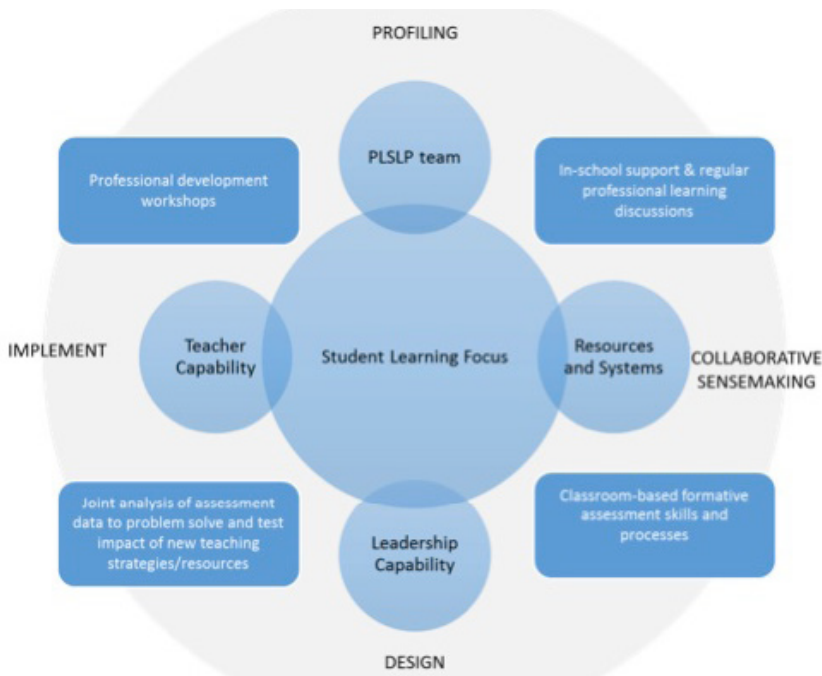 PROFILING
PLSLP team
Professional development
workshops
In-school support & regular
professional learning
discussions
IMPLEMENT
Teacher
Capability
Student Learning Focus
Resources
and Systems
COLLABORATIVE
SENSEMAKING
Joint analysis of assessment
data to problem solve and test
impact of new teaching
strategies/resources
Leadership
Capability
Classroom-based formative
assessment skills and
processes
DESIGN